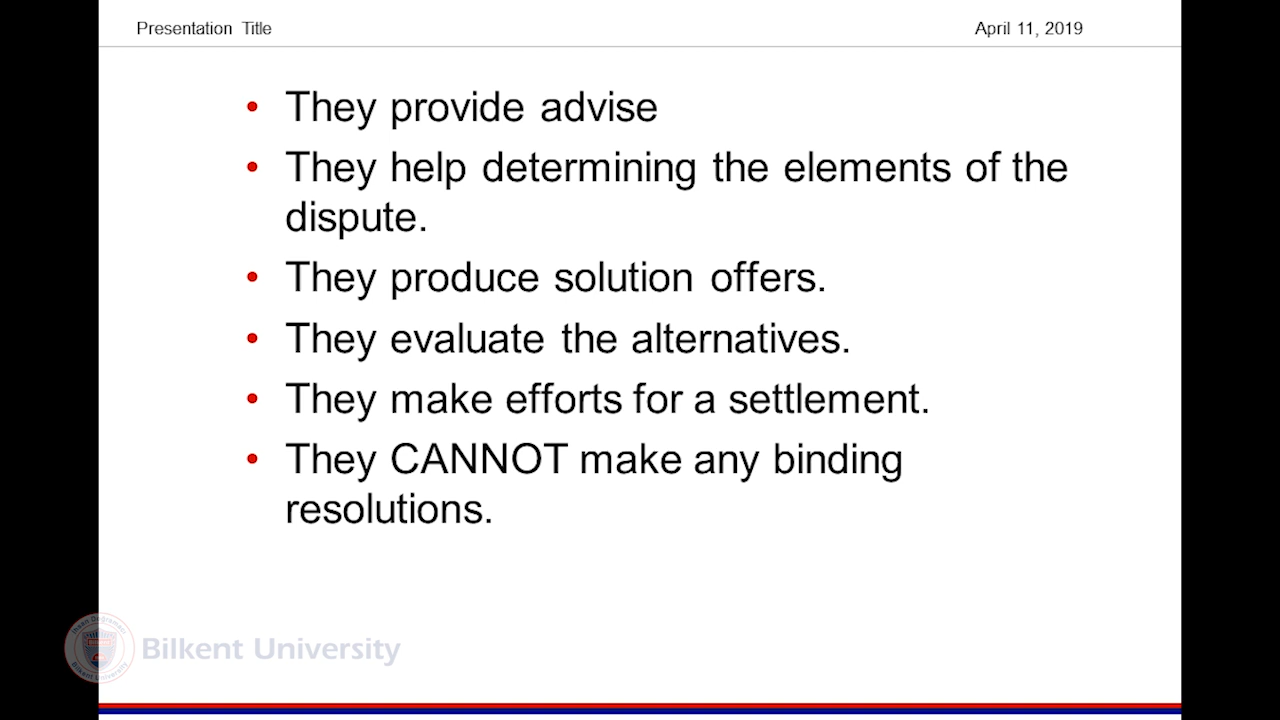 Presentation Title
April 11, 2019
• They provide advise
• They help determining the elements of the
dispute.
• They produce solution offers.
• They evaluate the alternatives.
• They make efforts for a settlement.
• They CANNOT make any binding
resolutions.
Bilkent University